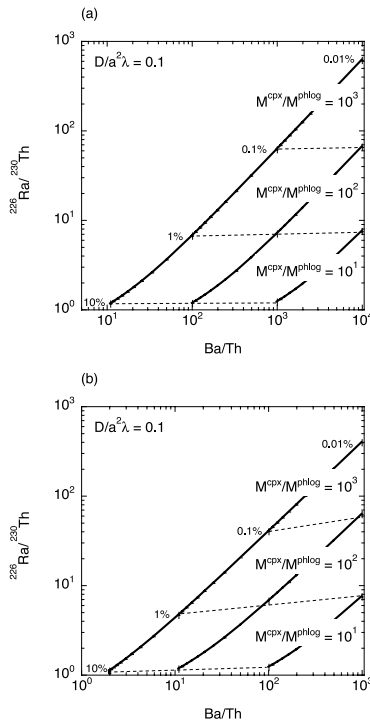 (a)
10³
D/a²λ = 0.1
0.01%
Mᶜᵖˣ/Mᵖʰˡᵒᵍ = 10³
10²
0.1%
²²⁶Ra/ ²³⁰Th
Mᶜᵖˣ/Mᵖʰˡᵒᵍ = 10²
10¹
1%
Mᶜᵖˣ/Mᵖʰˡᵒᵍ = 10¹
10%
10⁰
10¹ 10² 10³ 10⁴
Ba/Th
(b)
10³
D/a²λ = 0.1
0.01%
Mᶜᵖˣ/Mᵖʰˡᵒᵍ = 10³
10²
0.1%
²²⁶Ra/ ²³⁰Th
Mᶜᵖˣ/Mᵖʰˡᵒᵍ = 10²
10¹
1%
Mᶜᵖˣ/Mᵖʰˡᵒᵍ = 10¹
10%
10⁰
10⁰ 10¹ 10² 10³
Ba/Th